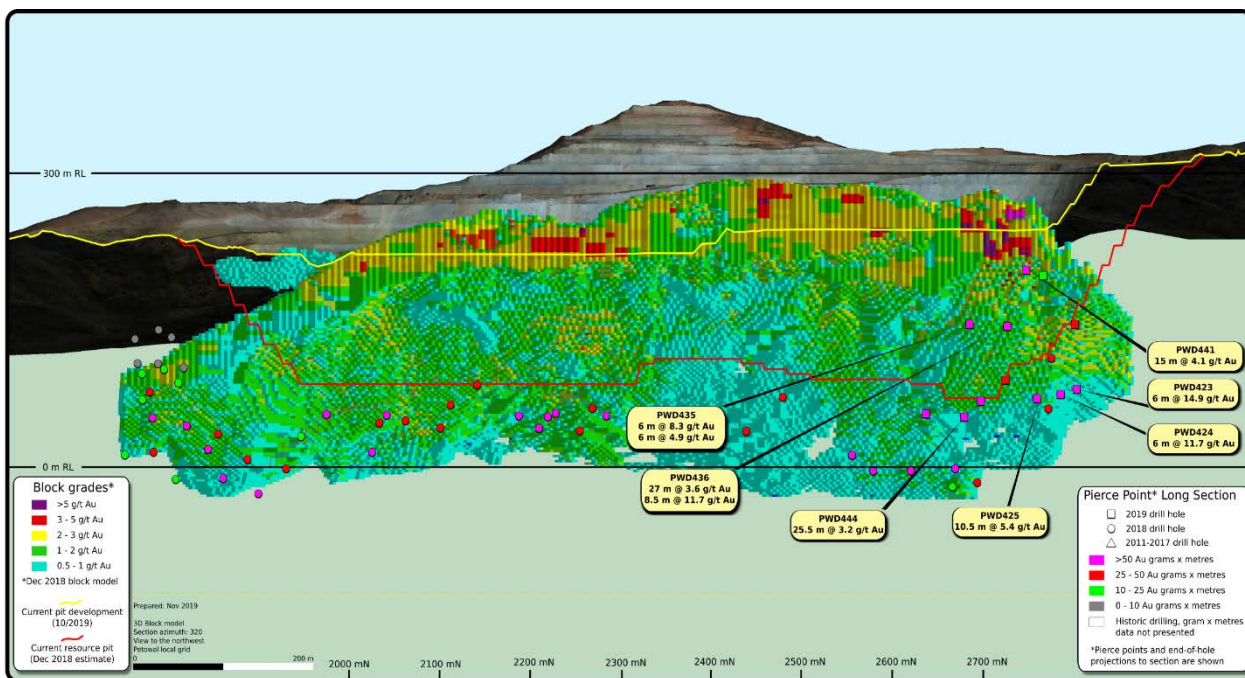 300 m RL
PWD441
15 m @ 4.1 g/t Au
PWD423
6 m @ 14.9 g/t Au
PWD435
6 m @ 8.3 g/t Au
6 m @ 4.9 g/t Au
PWD424
6 m @ 11.7 g/t Au
0 m RL
PWD436
27 m @ 3.6 g/t Au
8.5 m @ 11.7 g/t Au
PWD444
25.5 m @ 3.2 g/t Au
PWD425
10.5 m @ 5.4 g/t Au
Block grades*
>5 g/t Au
3 - 5 g/t Au
2 - 3 g/t Au
1 - 2 g/t Au
0.5 - 1 g/t Au
*Dec 2018 block model
Current pit development
(10/2019)
Current resource pit
(Dec 2018 estimate)
Prepared: Nov 2019
3D Block model
Section azimuth: 320
View to the northwest
Petowal local grid
0
200 m
2000 mN
2100 mN
2200 mN
2300 mN
2400 mN
2500 mN
2600 mN
2700 mN
Pierce Point* Long Section
2019 drill hole
2018 drill hole
2011-2017 drill hole
>50 Au grams x metres
25 - 50 Au grams x metres
10 - 25 Au grams x metres
0 - 10 Au grams x metres
Historic drilling, gram x metres
data not presented
*Pierce points and end-of-hole
projections to section are shown